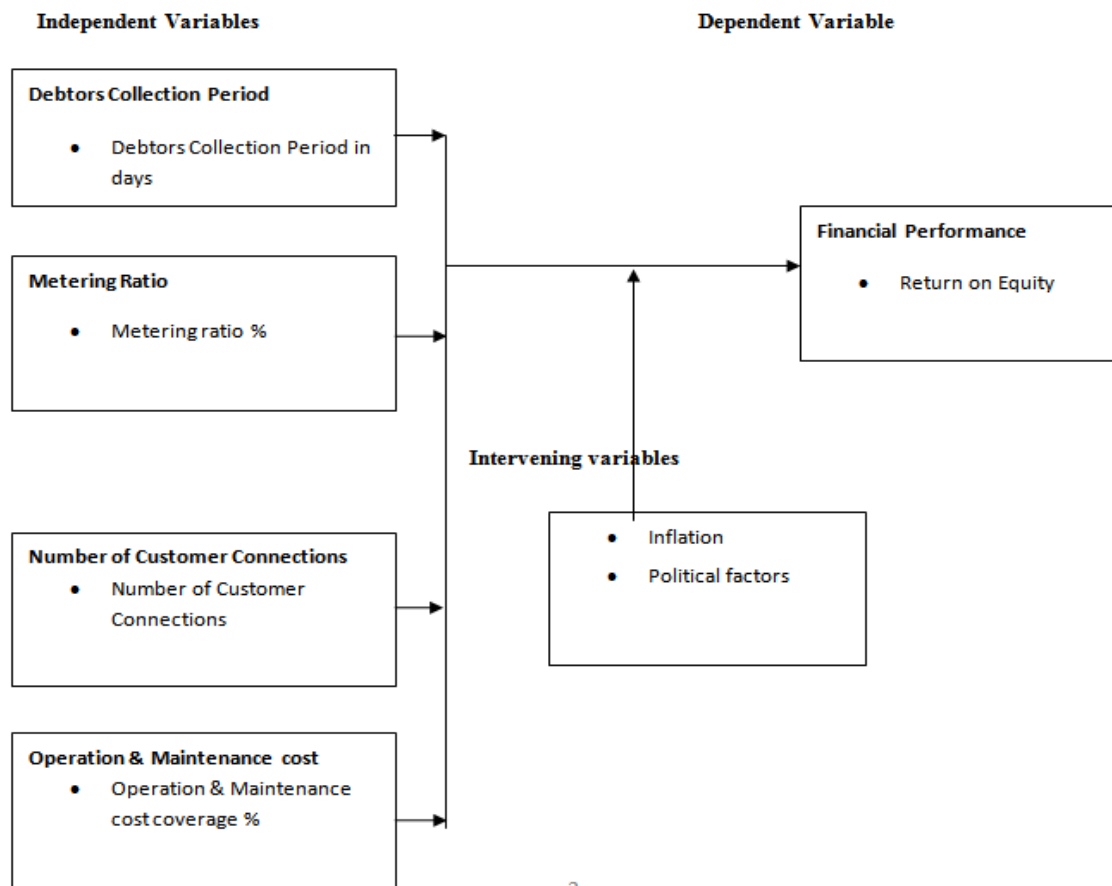 Independent Variables
Dependent Variable
Debtors Collection Period
• Debtors Collection Period in
days
Metering Ratio
• Metering ratio %
Financial Performance
• Return on Equity
Intervening variables
• Inflation
• Political factors
Number of Customer Connections
• Number of Customer
Connections
Operation & Maintenance cost
• Operation & Maintenance
cost coverage %